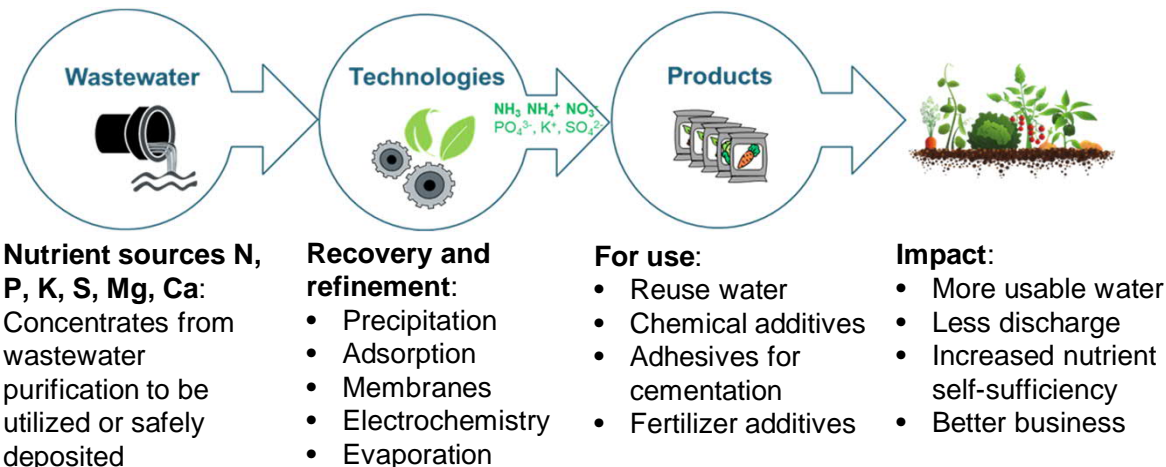 Wastewater
Technologies
NH₃ NH₄⁺ NO₃⁻
PO₄³⁻, K⁺, SO₄²⁻
Products
Nutrient sources N,
P, K, S, Mg, Ca:
Concentrates from
wastewater
purification to be
utilized or safely
deposited
Recovery and
refinement:
• Precipitation
• Adsorption
• Membranes
• Electrochemistry
• Evaporation
For use:
• Reuse water
• Chemical additives
• Adhesives for
cementation
• Fertilizer additives
Impact:
• More usable water
• Less discharge
• Increased nutrient
self-sufficiency
• Better business